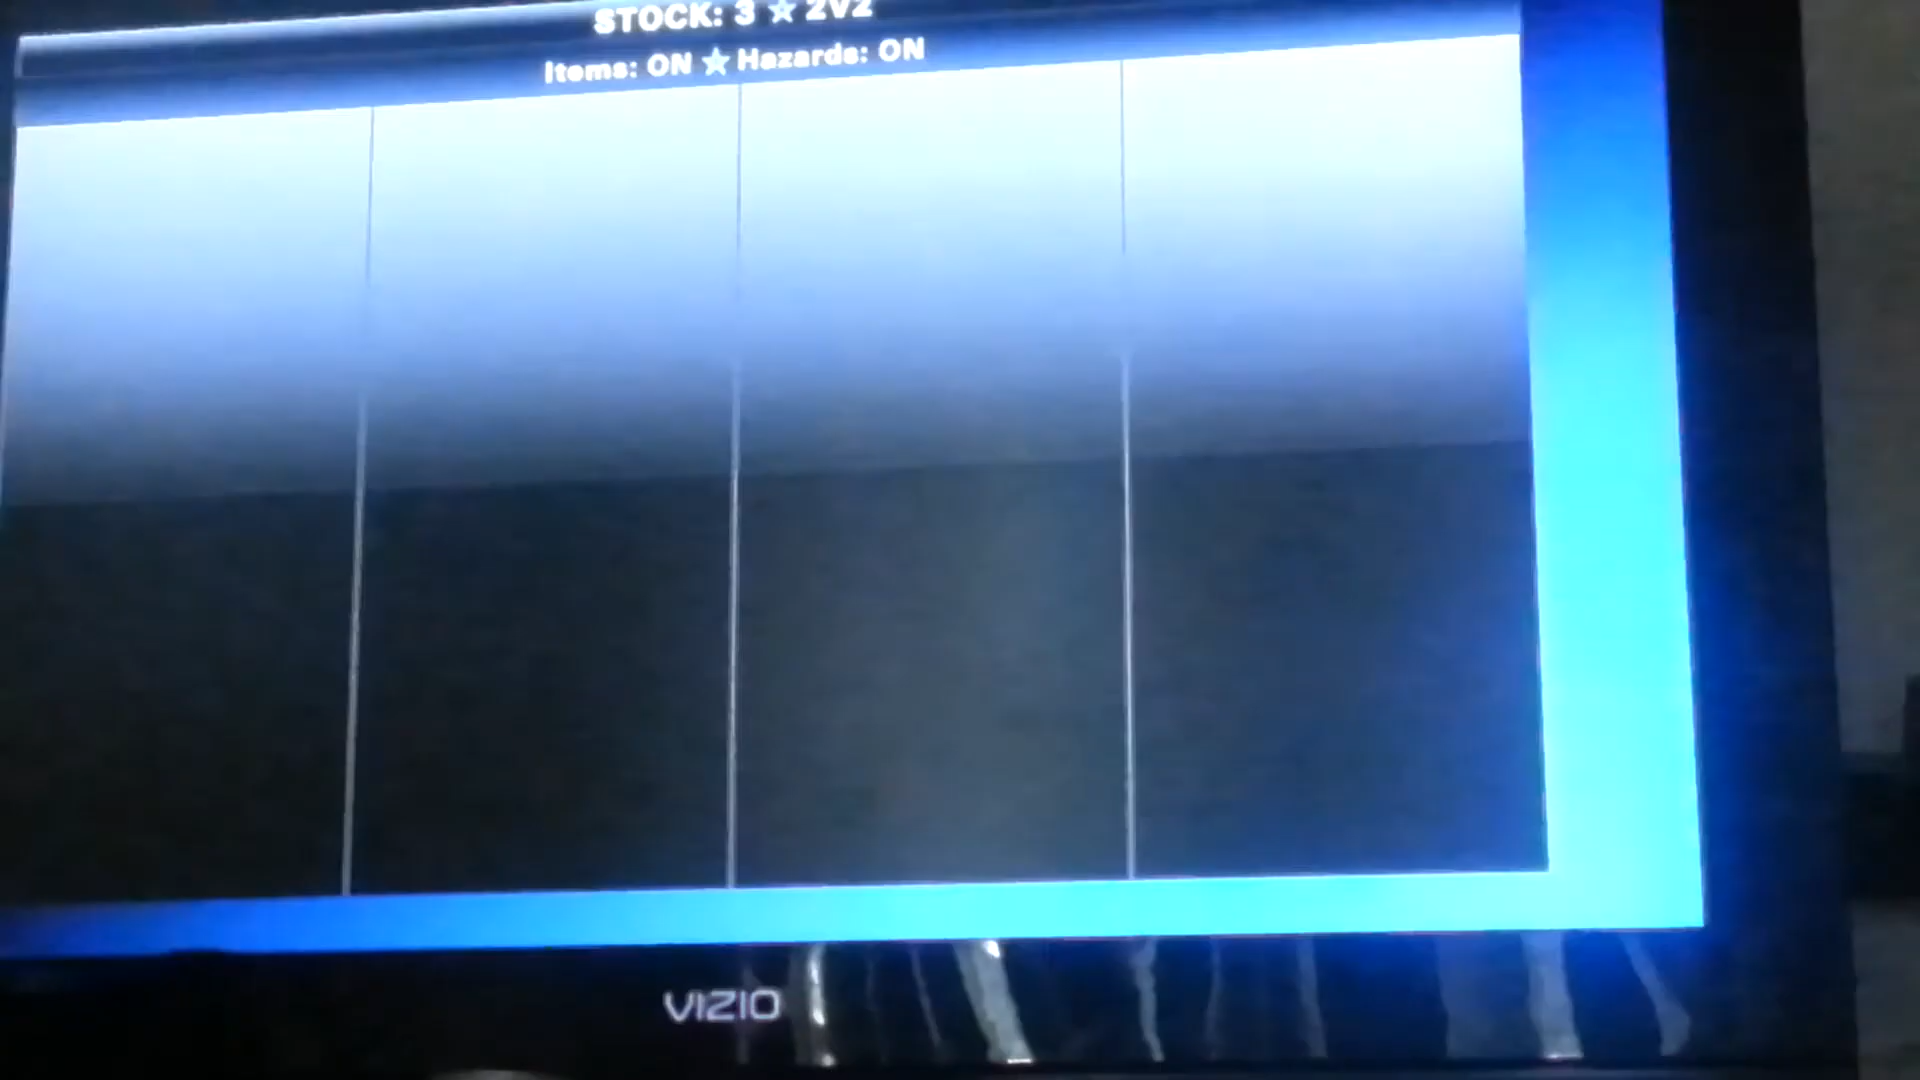 STOCK: 3 ☆ 2v2
Items: ON ☆ Hazards: ON
VIZIO